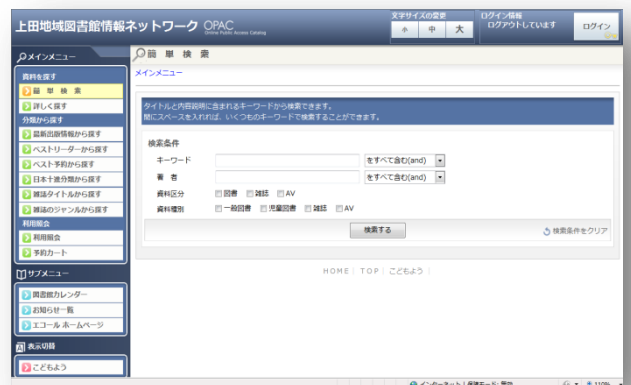 上田地域図書館情報ネットワーク OPAC
Online Public Access Catalog
文字サイズの変更
小 中 大
ログイン情報
ログアウトしています
ログイン
メインメニュー
資料を探す
簡単検索
詳しく探す
分類から探す
最新出版情報から探す
ベストリーダーから探す
ベスト予約から探す
日本十進分類から探す
雑誌タイトルから探す
雑誌のジャンルから探す
利用照会
利用照会
予約カート
サブメニュー
図書館カレンダー
お知らせ一覧
エコール ホームページ
表示切替
こどもよう
簡単検索
メインメニュー
タイトルと内容説明に含まれるキーワードから検索できます。
間にスペースを入れれば、いくつものキーワードで検索することができます。
検索条件
キーワード をすべて含む(and)
著者 をすべて含む(and)
資料区分 図書 雑誌 AV
資料種別 一般図書 児童図書 雑誌 AV
検索する
検索条件をクリア
HOME | TOP | こどもよう |
インターネット | 保護モード: 無効
110%